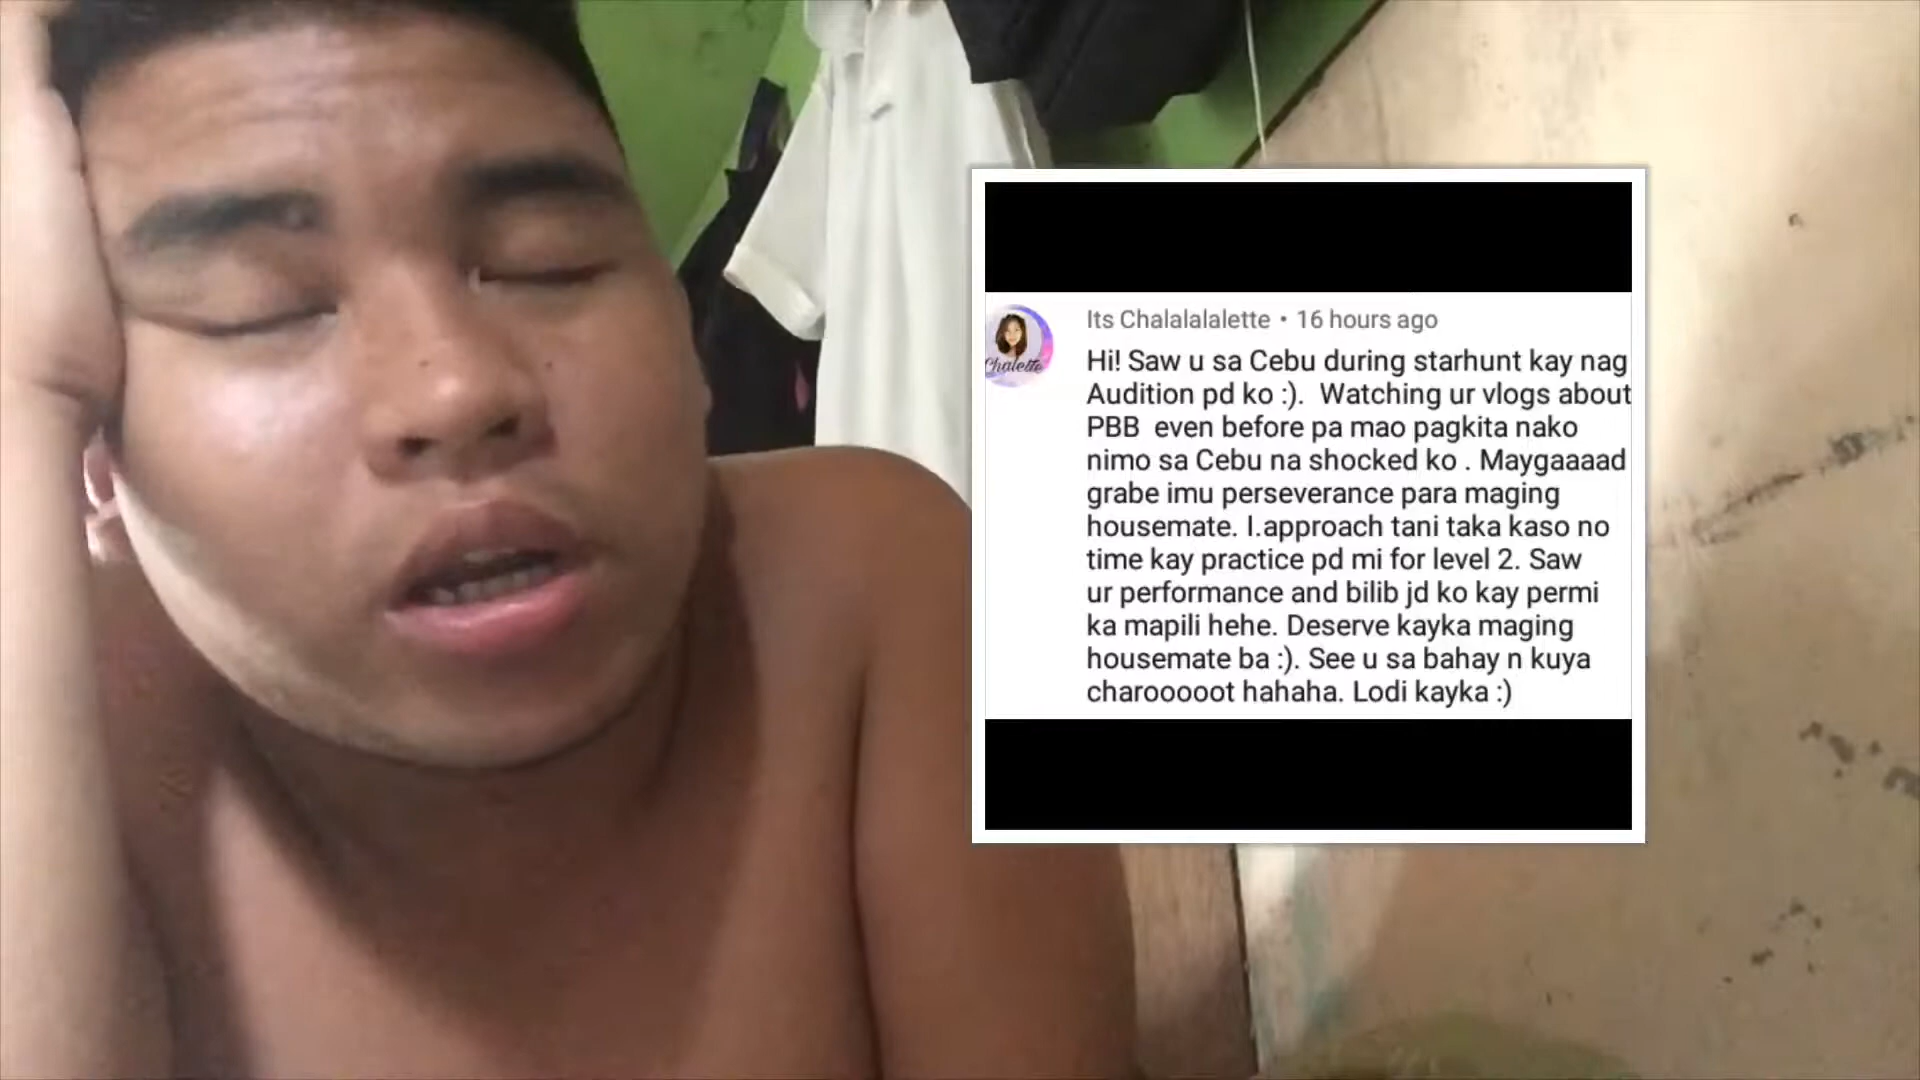 Its Chalalalalette • 16 hours ago
Hi! Saw u sa Cebu during starhunt kay nag
Audition pd ko :). Watching ur vlogs about
PBB even before pa mao pagkita nako
nimo sa Cebu na shocked ko . Maygaaaad
grabe imu perseverance para maging
housemate. I.approach tani taka kaso no
time kay practice pd mi for level 2. Saw
ur performance and bilib jd ko kay permi
ka mapili hehe. Deserve kayka maging
housemate ba :). See u sa bahay n kuya
charooooot hahaha. Lodi kayka :)
Chalette